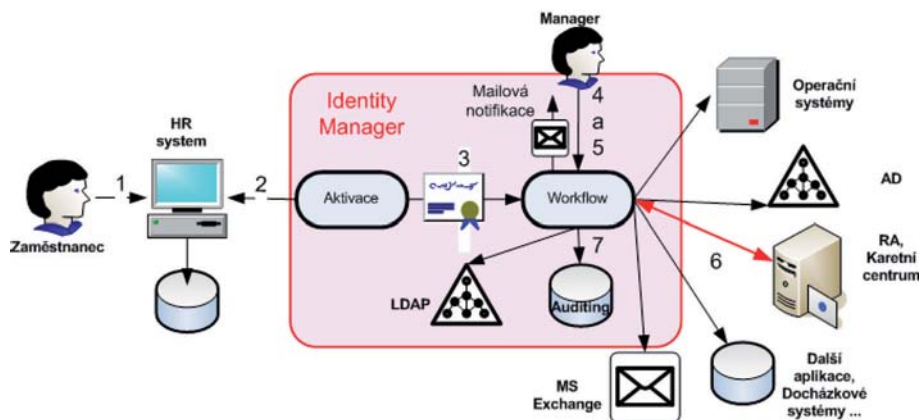 Manager
Identity
Manager
Mailová
notifikace
4
a
5
Operační
systémy
HR
system
1
2
3
Aktivace
Workflow
AD
Zaměstnanec
RA,
Karetní
centrum
7
6
LDAP
Auditing
MS
Exchange
Další
aplikace,
Docházkové
systémy ...